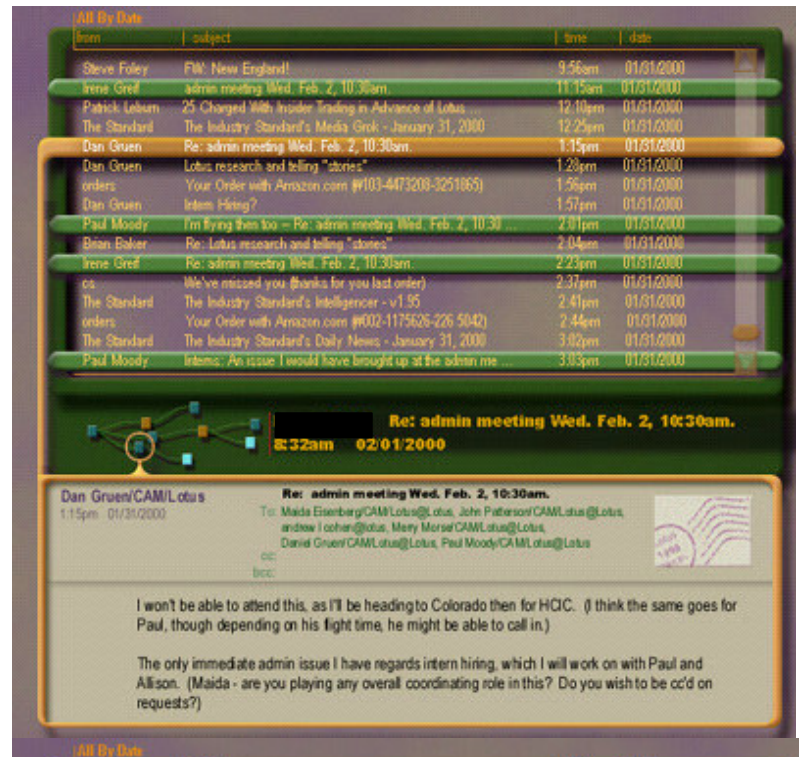 All By Date
from subject time date
Steve Foley FW: New England! 9:56am 01/31/2000
Irene Greif admin meeting Wed. Feb. 2, 10:30am. 11:15am 01/31/2000
Patrick Leburn 25 Charged With Insider Trading in Advance of Lotus ... 12:10pm 01/31/2000
The Standard The Industry Standard's Media Grok - January 31, 2000 12:25pm 01/31/2000
Dan Gruen Re: admin meeting Wed. Feb. 2, 10:30am. 1:15pm 01/31/2000
Dan Gruen Lotus research and telling "stories" 1:28pm 01/31/2000
orders Your Order with Amazon.com (#103-4473208-3251865) 1:56pm 01/31/2000
Dan Gruen Intern Hiring? 1:57pm 01/31/2000
Paul Moody I'm flying then too -- Re: admin meeting Wed. Feb. 2, 10:30 ... 2:01pm 01/31/2000
Brian Baker Re: Lotus research and telling "stories" 2:04pm 01/31/2000
Irene Greif Re: admin meeting Wed. Feb. 2, 10:30am. 2:23pm 01/31/2000
cs We've missed you (thanks for you last order) 2:37pm 01/31/2000
The Standard The Industry Standard's Intelligencer - v1.95 2:41pm 01/31/2000
orders Your Order with Amazon.com (#002-1175626-226 5042) 2:44pm 01/31/2000
The Standard The Industry Standard's Daily News - January 31, 2000 3:02pm 01/31/2000
Paul Moody Interns: An issue I would have brought up at the admin me ... 3:03pm 01/31/2000
Re: admin meeting Wed. Feb. 2, 10:30am.
8:32am 02/01/2000
Dan Gruen/CAM/Lotus Re: admin meeting Wed. Feb. 2, 10:30am.
1:15pm 01/31/2000 To: Maida Eisenberg/CAM/Lotus@Lotus, John Patterson/CAM/Lotus@Lotus,
andrew l cohen@lotus, Merry Morse/CAM/Lotus@Lotus,
Daniel Gruen/CAM/Lotus@Lotus, Paul Moody/CAM/Lotus@Lotus
cc:
bcc:
I won't be able to attend this, as I'll be heading to Colorado then for HCIC. (I think the same goes for
Paul, though depending on his flight time, he might be able to call in.)
The only immediate admin issue I have regards intern hiring, which I will work on with Paul and
Allison. (Maida - are you playing any overall coordinating role in this? Do you wish to be cc'd on
requests?)
All By Date